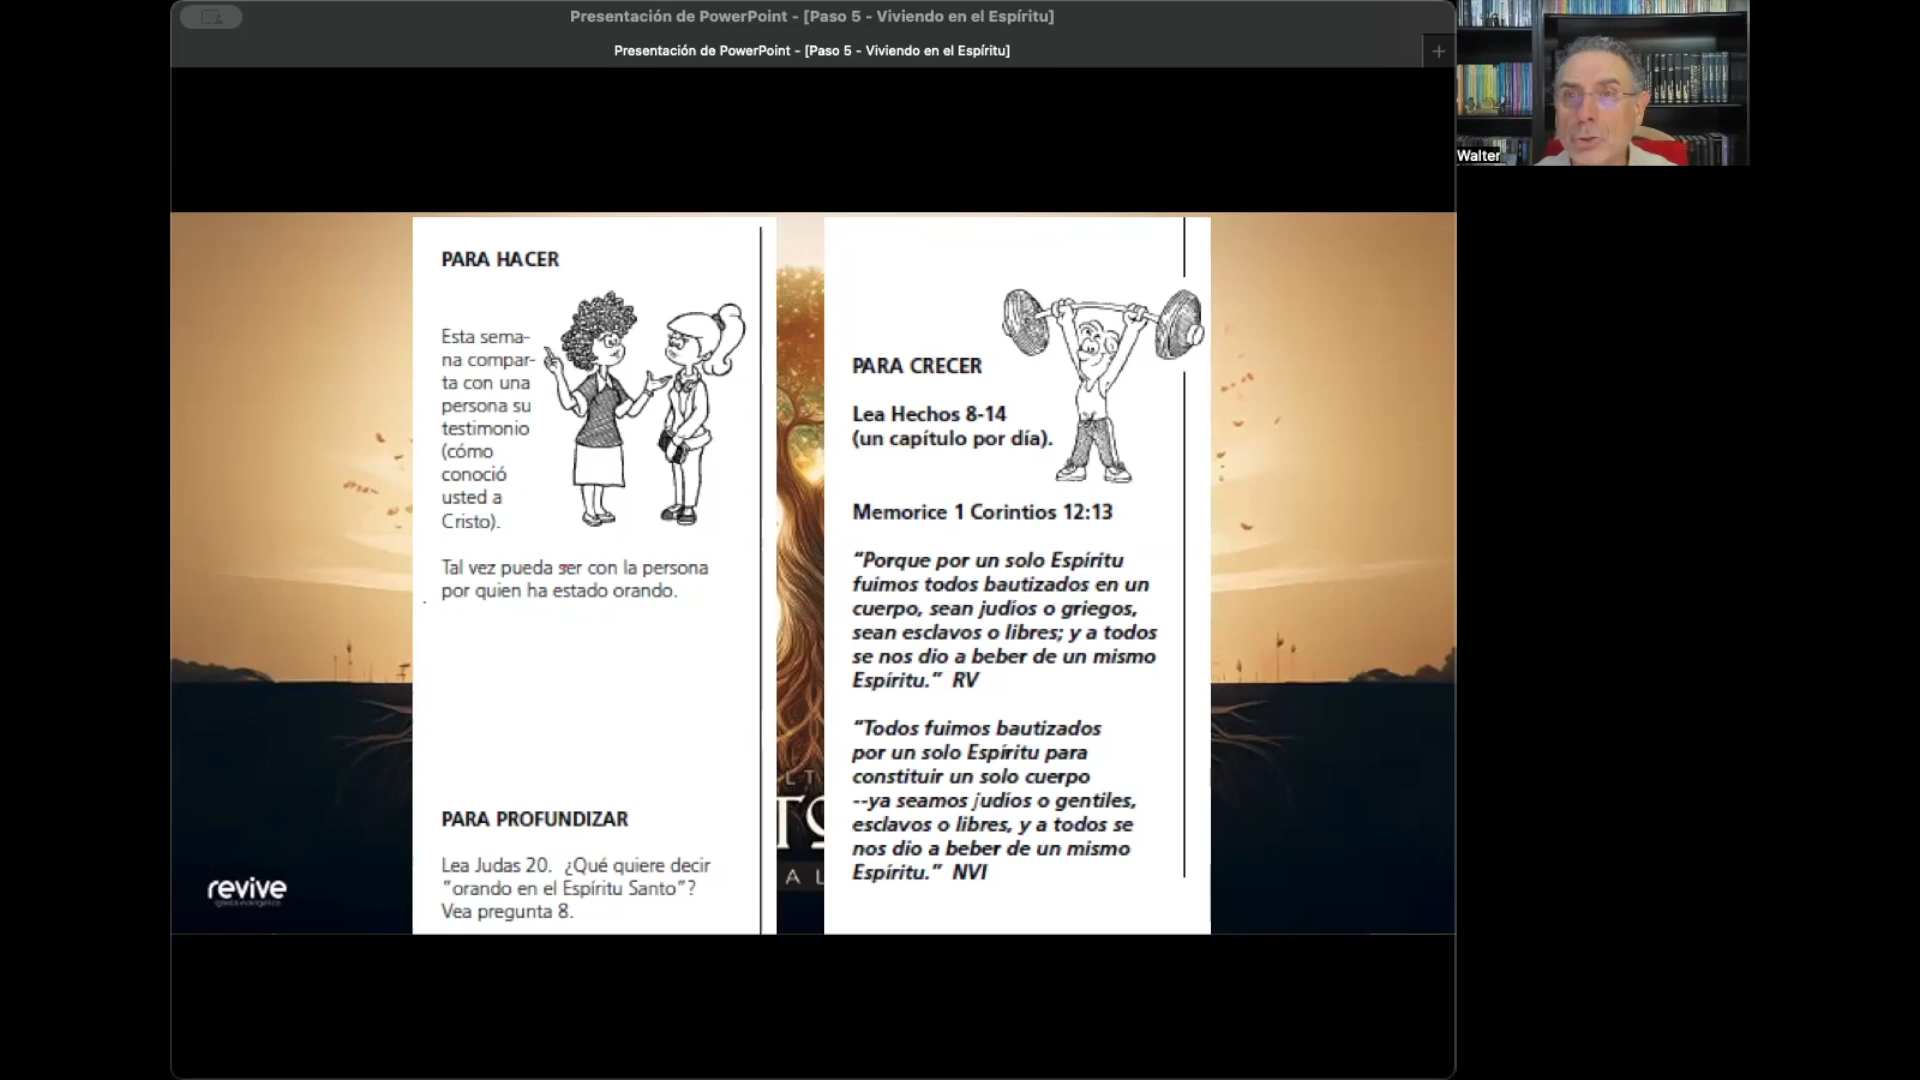 Presentación de PowerPoint - [Paso 5 - Viviendo en el Espíritu]
Presentación de PowerPoint - [Paso 5 - Viviendo en el Espíritu]
+
Walter
PARA HACER
Esta sema-
na compar-
ta con una
persona su
testimonio
(cómo
conoció
usted a
Cristo).
Tal vez pueda ser con la persona
por quien ha estado orando.
PARA PROFUNDIZAR
Lea Judas 20. ¿Qué quiere decir
"orando en el Espíritu Santo"?
Vea pregunta 8.
PARA CRECER
Lea Hechos 8-14
(un capítulo por día).
Memorice 1 Corintios 12:13
"Porque por un solo Espíritu
fuimos todos bautizados en un
cuerpo, sean judíos o griegos,
sean esclavos o libres; y a todos
se nos dio a beber de un mismo
Espíritu." RV
"Todos fuimos bautizados
por un solo Espíritu para
constituir un solo cuerpo
--ya seamos judíos o gentiles,
esclavos o libres, y a todos se
nos dio a beber de un mismo
Espíritu." NVI
revive
iglesia evangélica